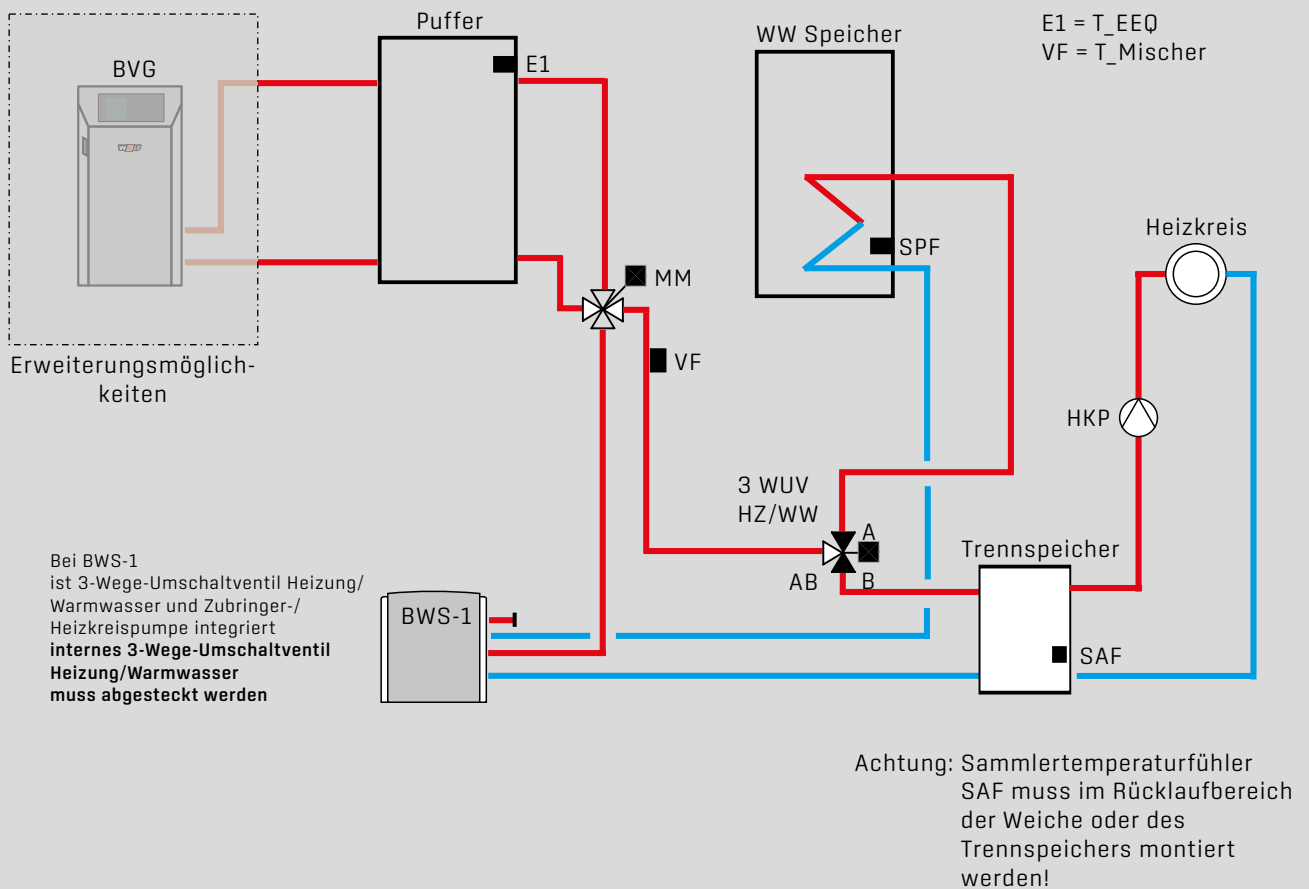 Puffer
E1 = T_EEQ
VF = T_Mischer
WW Speicher
BVG
E1
WOLF
SPF
Heizkreis
MM
VF
Erweiterungsmöglich-
keiten
HKP
3 WUV
HZ/WW
A
AB
B
Trennspeicher
Bei BWS-1
ist 3-Wege-Umschaltventil Heizung/
Warmwasser und Zubringer-/
Heizkreispumpe integriert
internes 3-Wege-Umschaltventil
Heizung/Warmwasser
muss abgesteckt werden
BWS-1
SAF
Achtung: Sammlertemperaturfühler
SAF muss im Rücklaufbereich
der Weiche oder des
Trennspeichers montiert
werden!